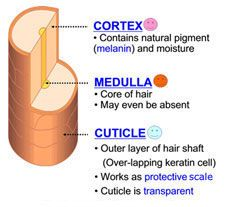 CORTEX
• Contains natural pigment
(melanin) and moisture
MEDULLA
• Core of hair
• May even be absent
CUTICLE
• Outer layer of hair shaft
(Over-lapping keratin cell)
• Works as protective scale
• Cuticle is transparent